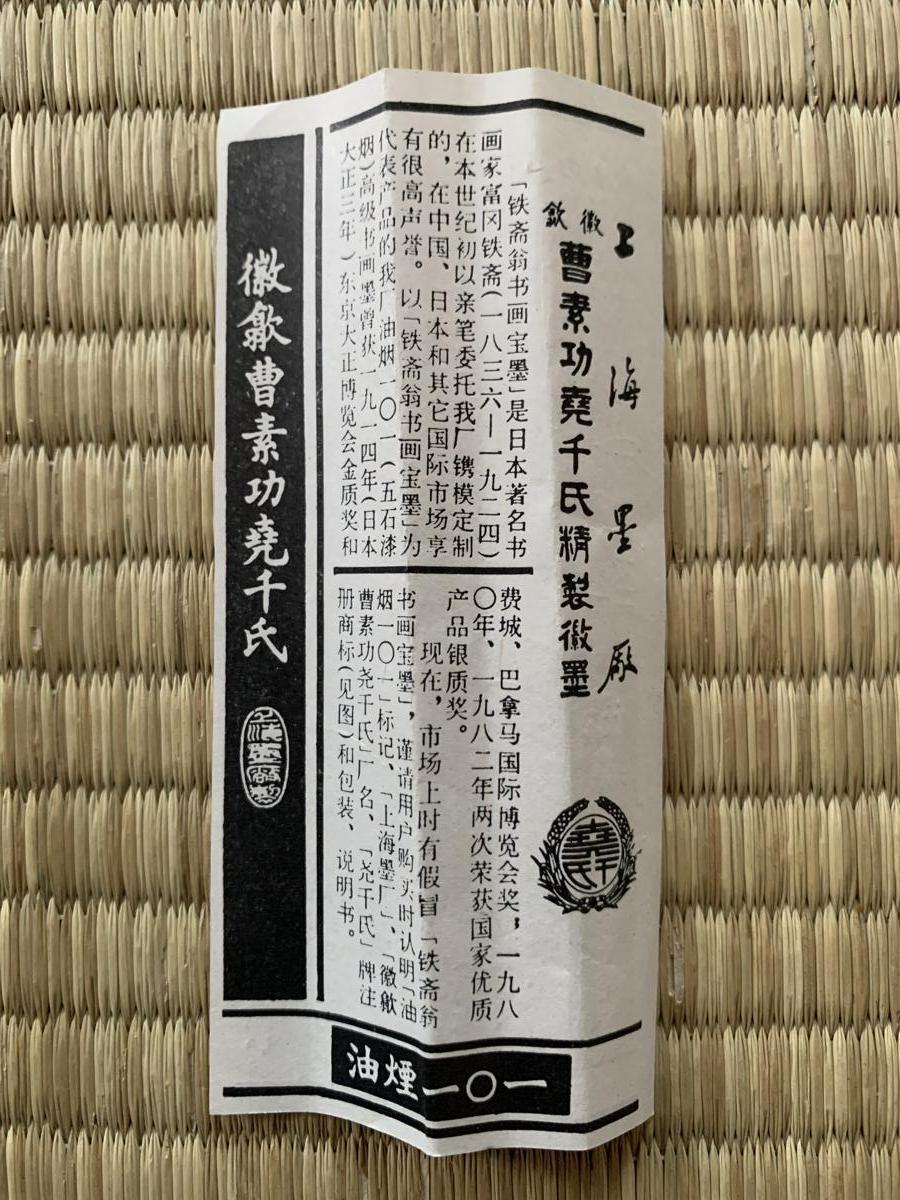 上海墨厰
徽歙
曹素功堯千氏精製徽墨
堯千氏
「铁斋翁书画宝墨」是日本著名书
画家富冈铁斋(一八三六—一九二四)
在本世纪初以亲笔委托我厂镌模定制
的,在中国、日本和其它国际市场享
有很高声誉。以「铁斋翁书画宝墨」为
代表产品的我厂油烟一〇一(五石漆
烟)高级书画墨曾获一九一四年(日本
大正三年)东京大正博览会金质奖和
费城、巴拿马国际博览会奖,一九八
〇年、一九八二年两次荣获国家优质
产品银质奖。
现在,市场上时有假冒「铁斋翁
书画宝墨」,谨请用户购买时认明「油
烟一〇一」标记、「上海墨厂」、「徽歙
曹素功尧千氏」厂名、「尧千氏」牌注
册商标(见图)和包装、说明书。
徽歙曹素功堯千氏
上海墨厰製
油煙一〇一